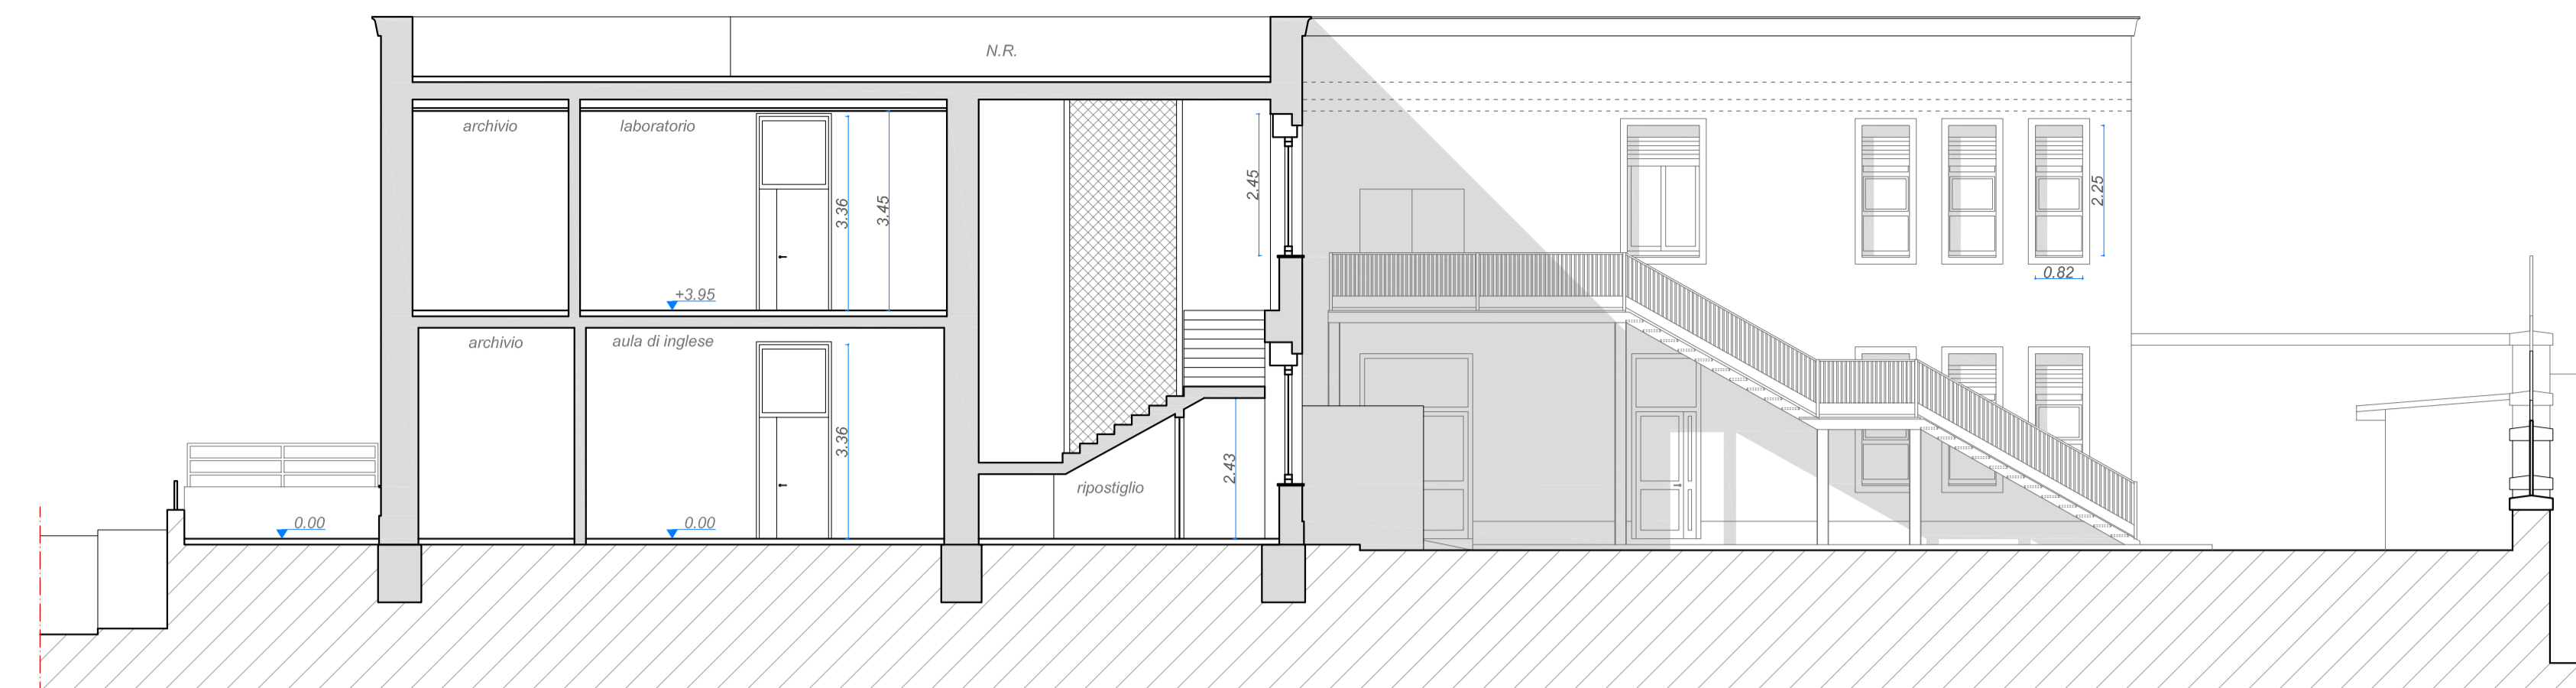 N.R.
archivio
laboratorio
3.36
3.45
2.45
2.25
0.82
+3.95
archivio
aula di inglese
3.36
2.43
ripostiglio
0.00
0.00